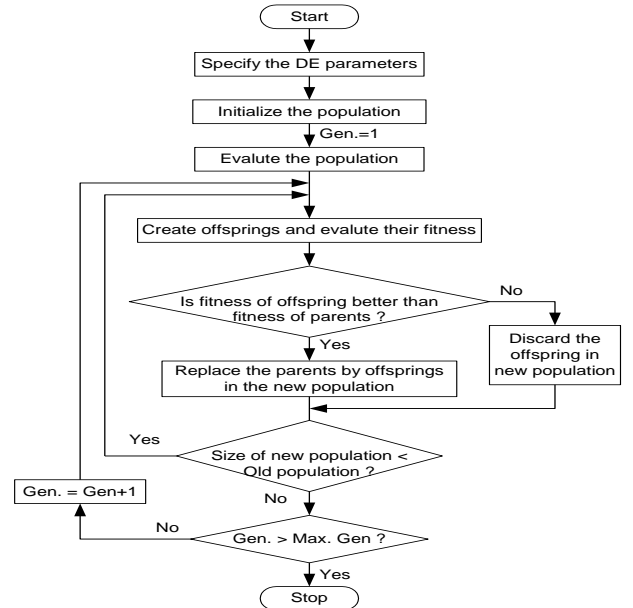 Start
Specify the DE parameters
Initialize the population
Gen.=1
Evalute the population
Create offsprings and evaluate their fitness
Is fitness of offspring better than
fitness of parents ?
No
Yes
Discard the
offspring in
new population
Replace the parents by offsprings
in the new population
Yes
Size of new population <
Old population ?
No
Gen. = Gen+1
No
Gen. > Max. Gen ?
Yes
Stop